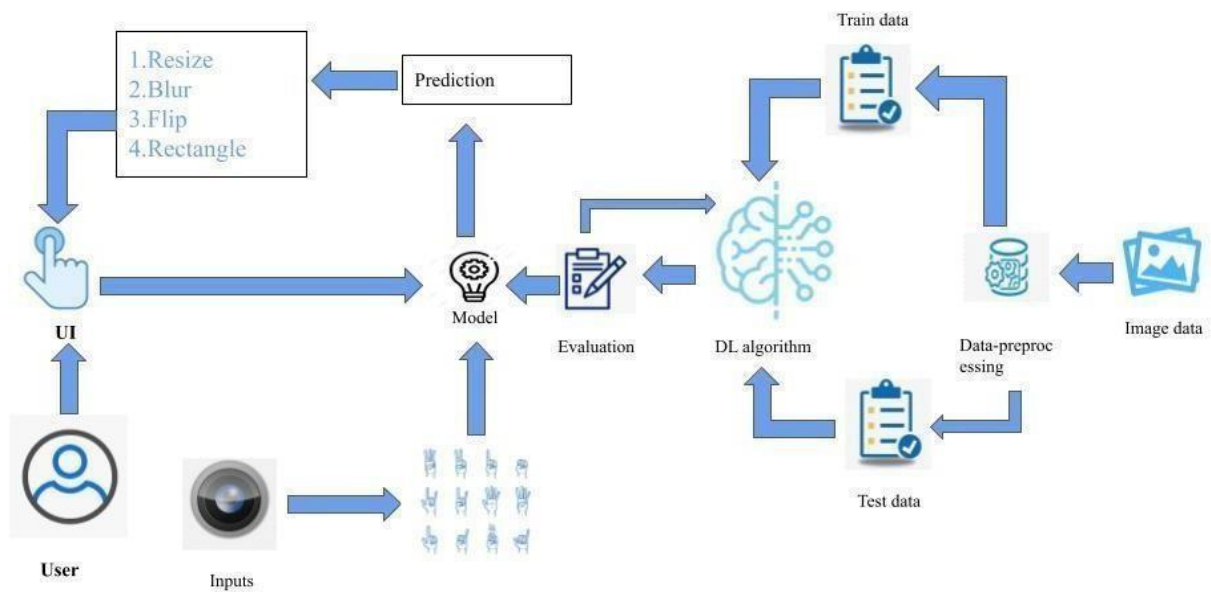 Train data
1.Resize
2.Blur
3.Flip
4.Rectangle
Prediction
UI
Model
Evaluation
DL algorithm
Data-preproc
essing
Image data
Test data
User
Inputs